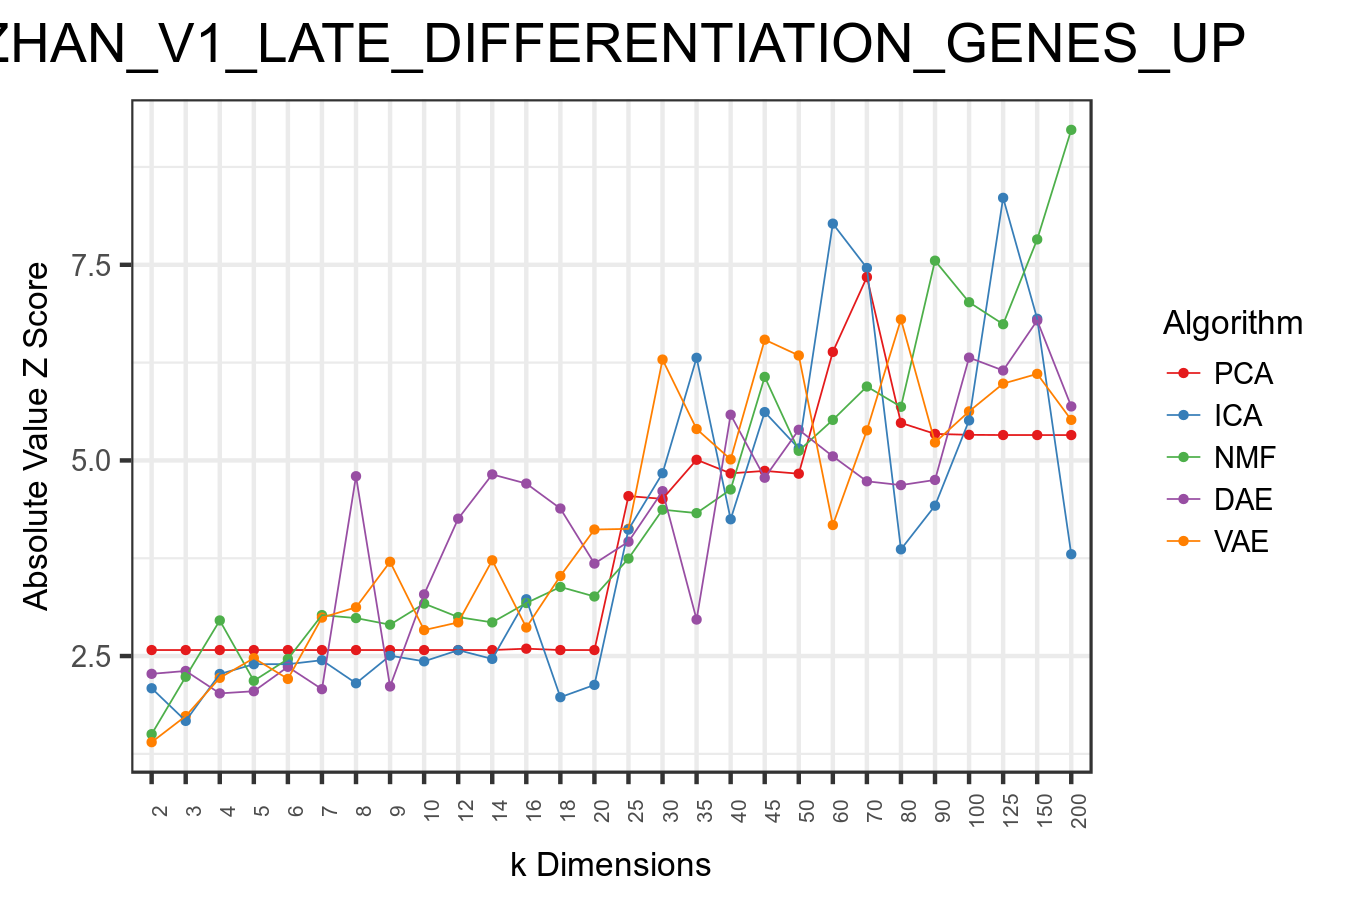 ZHAN_V1_LATE_DIFFERENTIATION_GENES_UP
7.5
5.0
2.5
Absolute Value Z Score
2 3 4 5 6 7 8 9 10 12 14 16 18 20 25 30 35 40 45 50 60 70 80 90 100 125 150 200
k Dimensions
Algorithm
PCA
ICA
NMF
DAE
VAE